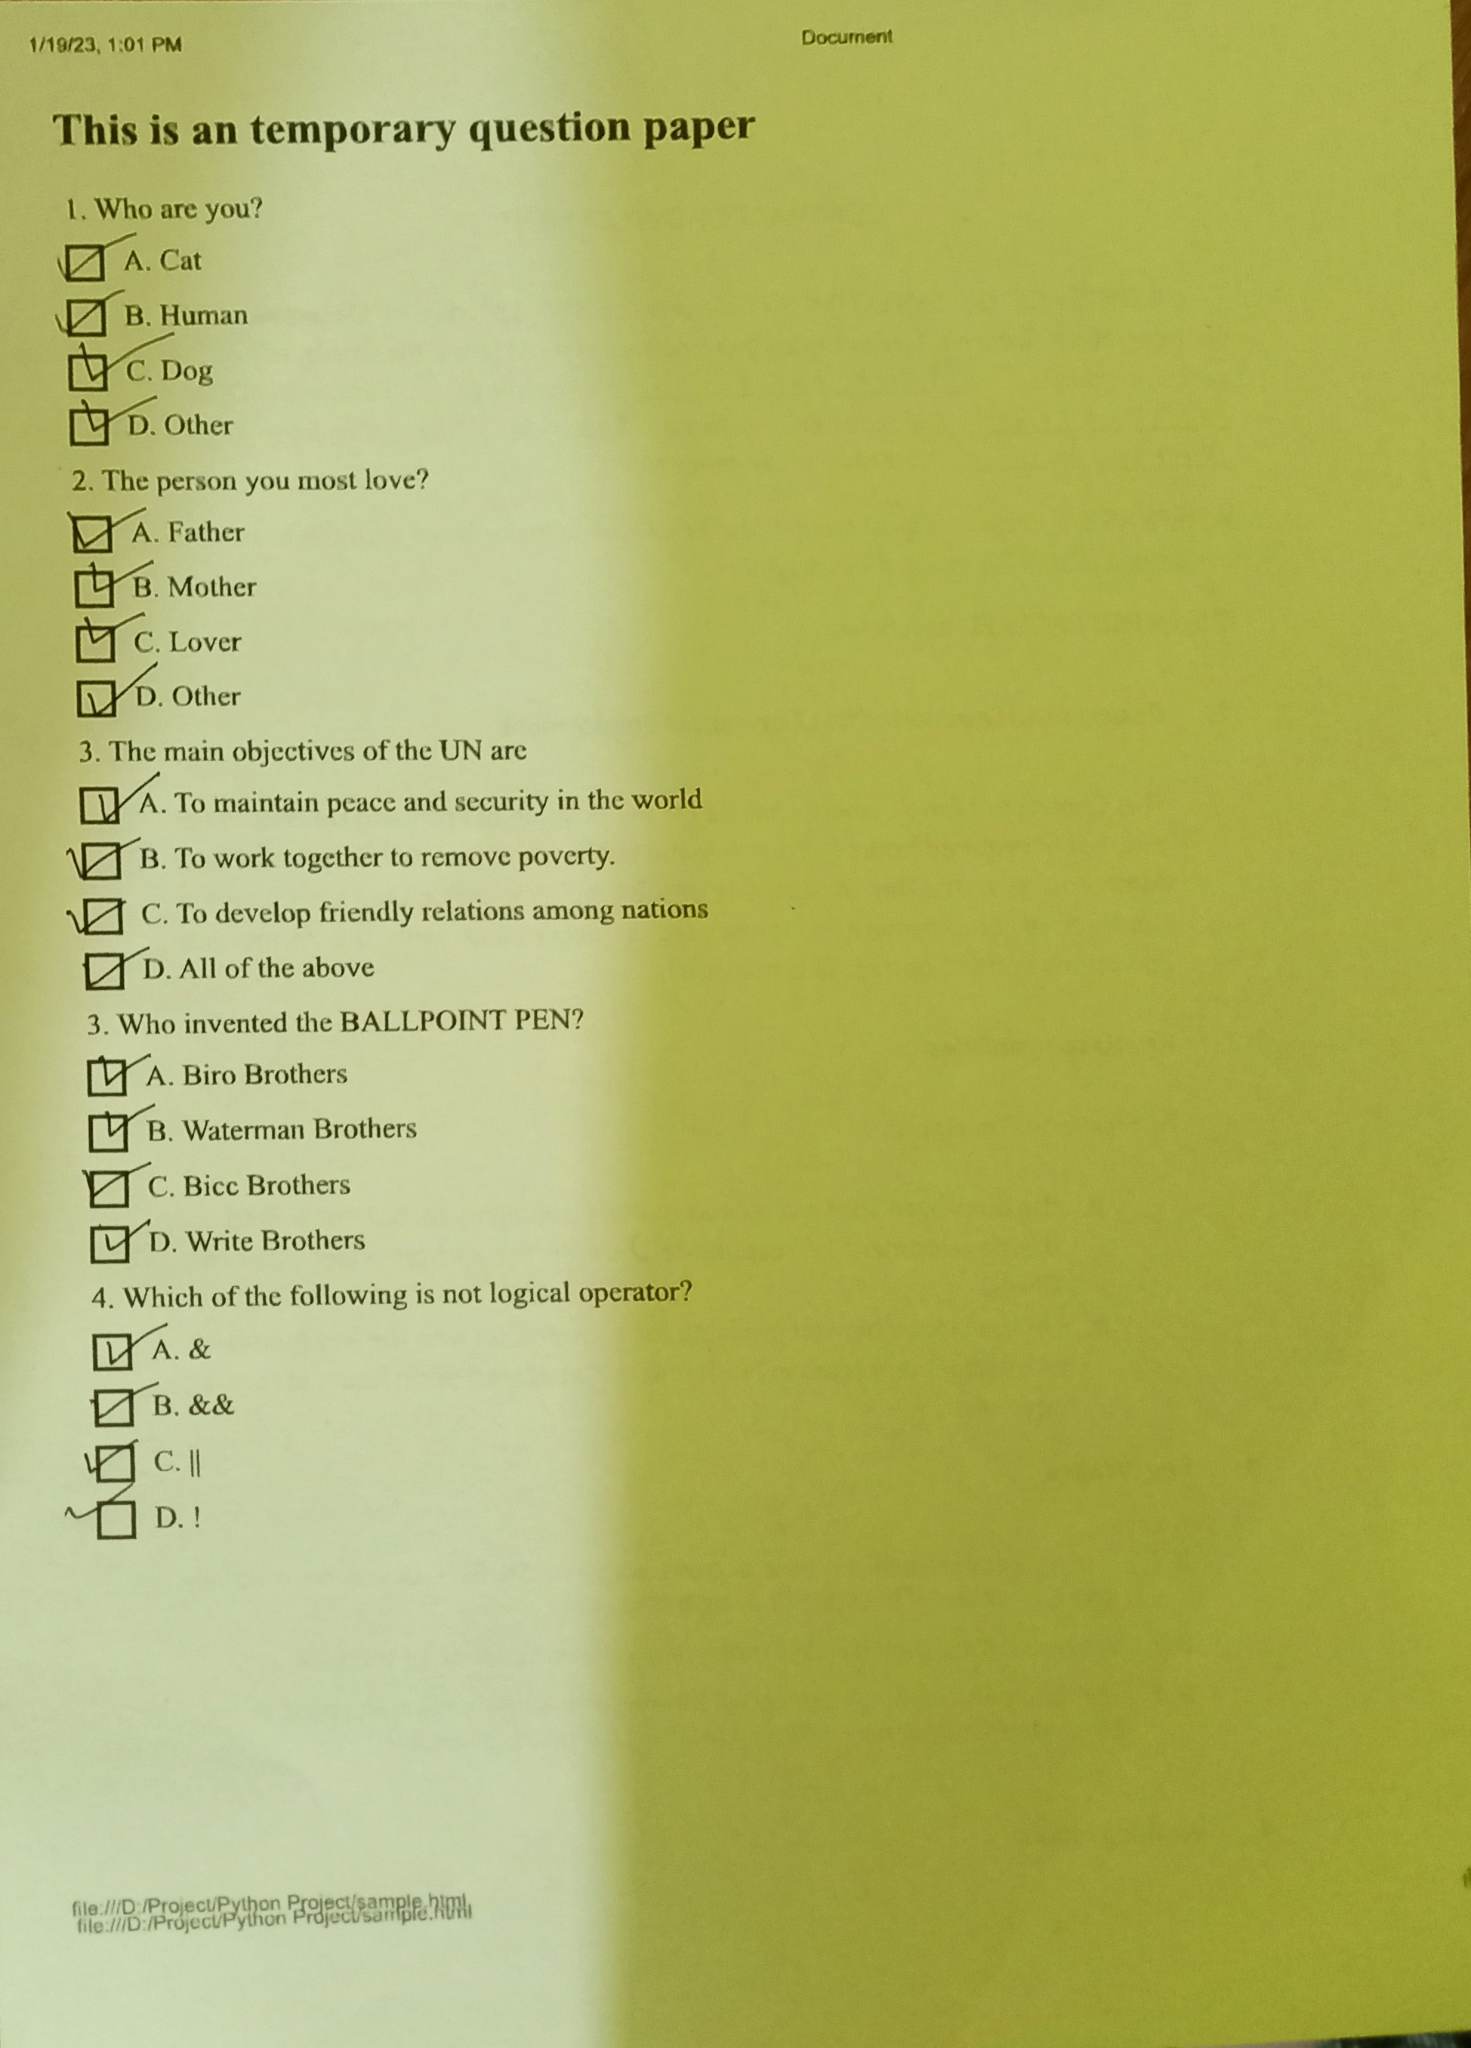 1/19/23, 1:01 PM Document
This is an temporary question paper
1. Who are you?
A. Cat
B. Human
C. Dog
D. Other
2. The person you most love?
A. Father
B. Mother
C. Lover
D. Other
3. The main objectives of the UN are
A. To maintain peace and security in the world
B. To work together to remove poverty.
C. To develop friendly relations among nations
D. All of the above
3. Who invented the BALLPOINT PEN?
A. Biro Brothers
B. Waterman Brothers
C. Bicc Brothers
D. Write Brothers
4. Which of the following is not logical operator?
A. &
B. &&
C. ||
D. !
file:///D:/Project/Python Project/sample.html
file:///D:/Project/Python Project/sample.html